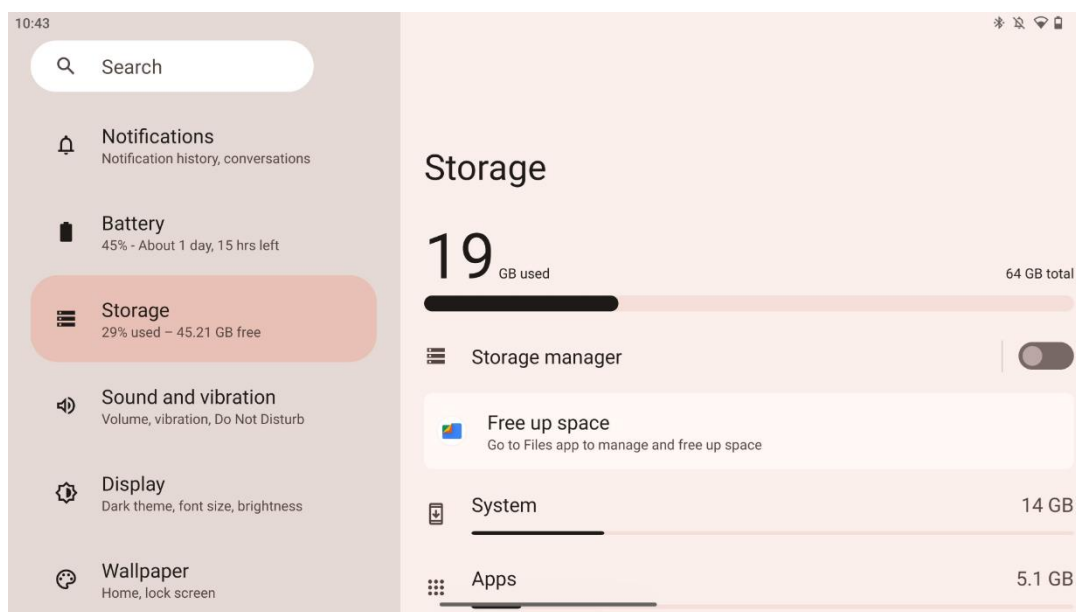 10:43
Search
Notifications
Notification history, conversations
Battery
45% - About 1 day, 15 hrs left
Storage
29% used – 45.21 GB free
Sound and vibration
Volume, vibration, Do Not Disturb
Display
Dark theme, font size, brightness
Wallpaper
Home, lock screen
Storage
19 GB used
64 GB total
Storage manager
Free up space
Go to Files app to manage and free up space
System 14 GB
Apps 5.1 GB